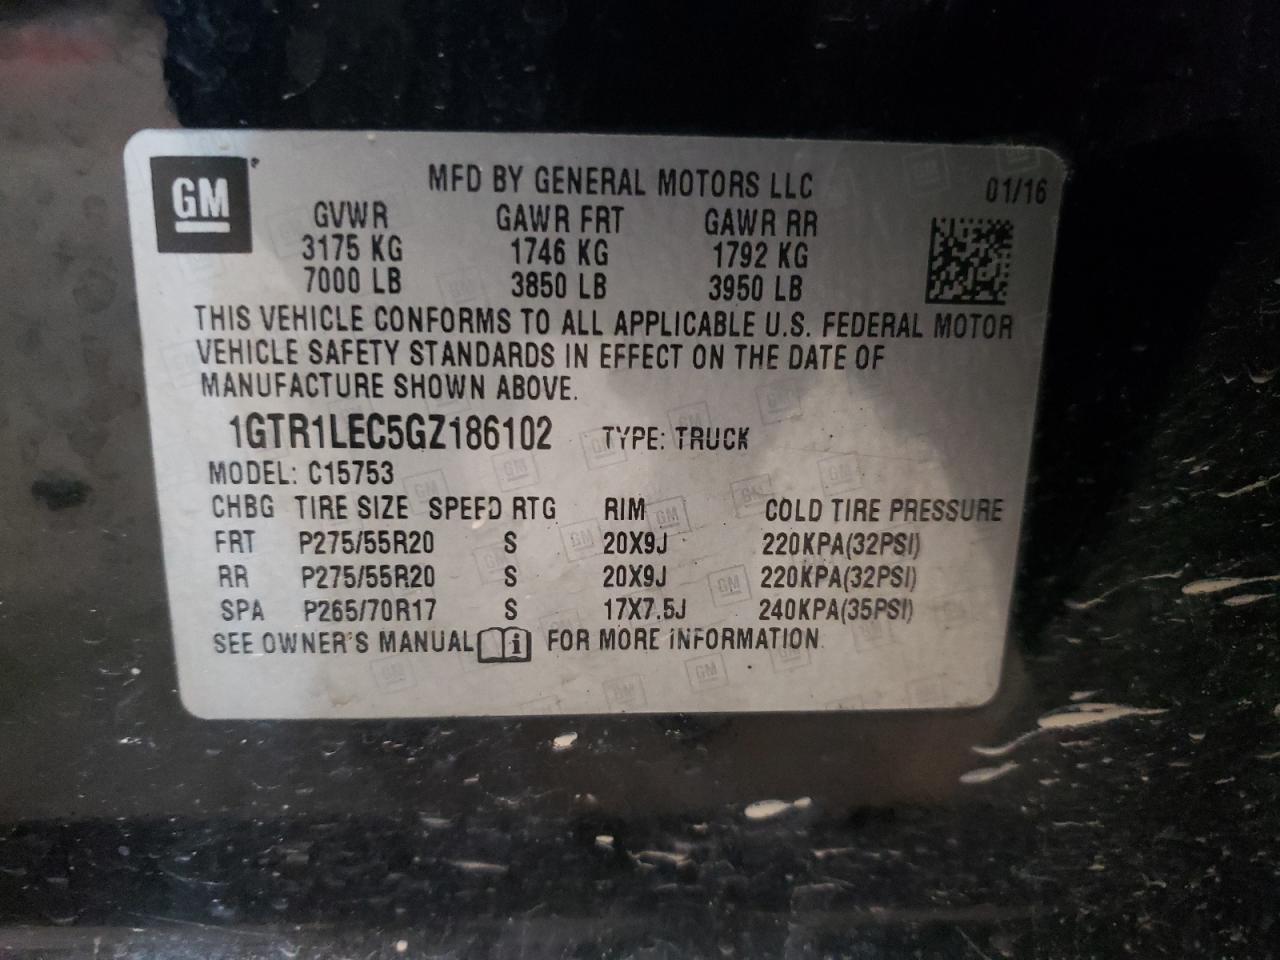 GM
MFD BY GENERAL MOTORS LLC 01/16
GVWR GAWR FRT GAWR RR
3175 KG 1746 KG 1792 KG
7000 LB 3850 LB 3950 LB
THIS VEHICLE CONFORMS TO ALL APPLICABLE U.S. FEDERAL MOTOR
VEHICLE SAFETY STANDARDS IN EFFECT ON THE DATE OF
MANUFACTURE SHOWN ABOVE.
1GTR1LEC5GZ186102 TYPE: TRUCK
MODEL: C15753
CHBG TIRE SIZE SPEED RTG RIM COLD TIRE PRESSURE
FRT P275/55R20 S 20X9J 220KPA(32PSI)
RR P275/55R20 S 20X9J 220KPA(32PSI)
SPA P265/70R17 S 17X7.5J 240KPA(35PSI)
SEE OWNER'S MANUAL i FOR MORE INFORMATION.